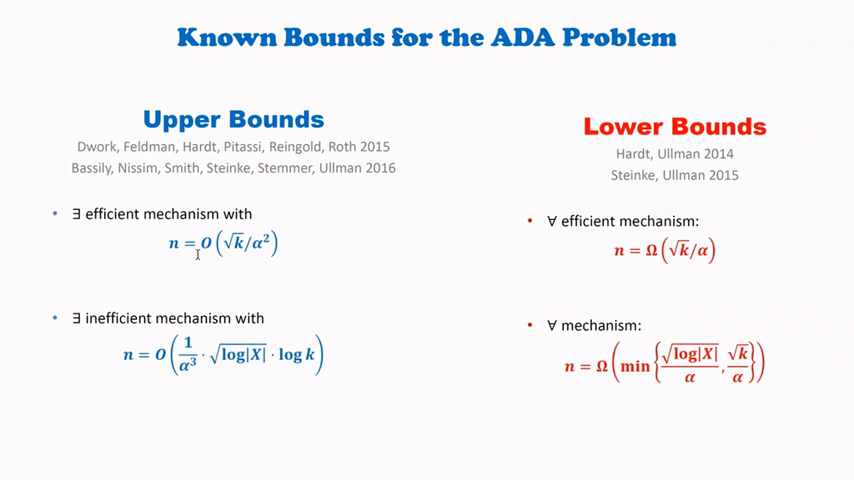 Known Bounds for the ADA Problem
Upper Bounds
Dwork, Feldman, Hardt, Pitassi, Reingold, Roth 2015
Bassily, Nissim, Smith, Steinke, Stemmer, Ullman 2016
• ∃ efficient mechanism with
n = O(√k/α²)
• ∃ inefficient mechanism with
n = O(1/α³ · √log|X| · log k)
Lower Bounds
Hardt, Ullman 2014
Steinke, Ullman 2015
• ∀ efficient mechanism:
n = Ω(√k/α)
• ∀ mechanism:
n = Ω(min{√log|X|/α, √k/α})